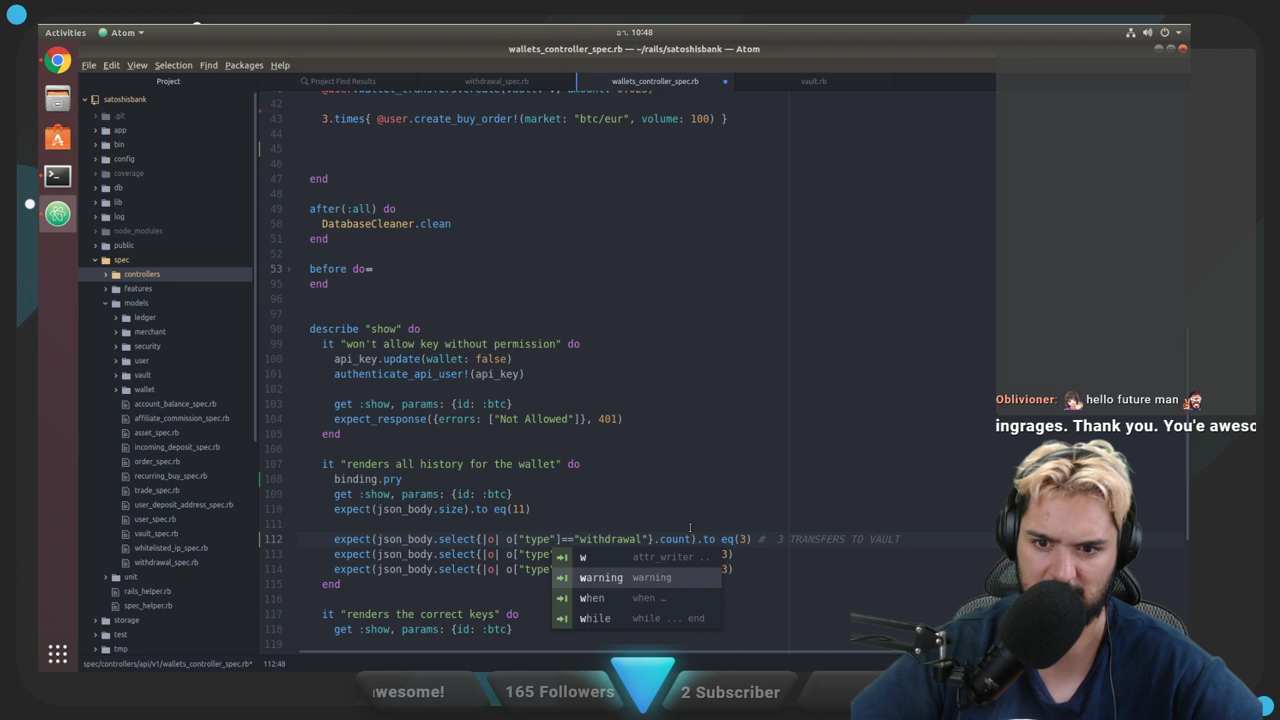 Activities Atom อา. 10:48
wallets_controller_spec.rb — ~/rails/satoshisbank — Atom
File Edit View Selection Find Packages Help
Project
Project Find Results
withdrawal_spec.rb
wallets_controller_spec.rb
vault.rb
satoshisbank
.git
app
bin
config
coverage
db
lib
log
node_modules
public
spec
controllers
features
models
ledger
merchant
security
user
vault
wallet
account_balance_spec.rb
affiliate_commission_spec.rb
asset_spec.rb
incoming_deposit_spec.rb
order_spec.rb
recurring_buy_spec.rb
trade_spec.rb
user_deposit_address_spec.rb
user_spec.rb
vault_spec.rb
whitelisted_ip_spec.rb
withdrawal_spec.rb
unit
rails_helper.rb
spec_helper.rb
storage
test
tmp
42
43 3.times{ @user.create_buy_order!(market: "btc/eur", volume: 100) }
44
45
46
47 end
48
49 after(:all) do
50 DatabaseCleaner.clean
51 end
52
53 before do
95 end
96
97
98 describe "show" do
99 it "won't allow key without permission" do
100 api_key.update(wallet: false)
101 authenticate_api_user!(api_key)
102
103 get :show, params: {id: :btc}
104 expect_response({errors: ["Not Allowed"]}, 401)
105 end
106
107 it "renders all history for the wallet" do
108 binding.pry
109 get :show, params: {id: :btc}
110 expect(json_body.size).to eq(11)
111
112 expect(json_body.select{|o| o["type"]=="withdrawal"}.count).to eq(3) # 3 TRANSFERS TO VAULT
113 expect(json_body.select{|o| o["type" 3)
114 expect(json_body.select{|o| o["type" 3)
115 end
116
117 it "renders the correct keys" do
118 get :show, params: {id: :btc}
119
w attr_writer ..
warning warning
when when …
while while ... end
spec/controllers/api/v1/wallets_controller_spec.rb* 112:48
Oblivioner: hello future man
ingrages. Thank you. You'e aweso
awesome!
165 Followers
2 Subscriber